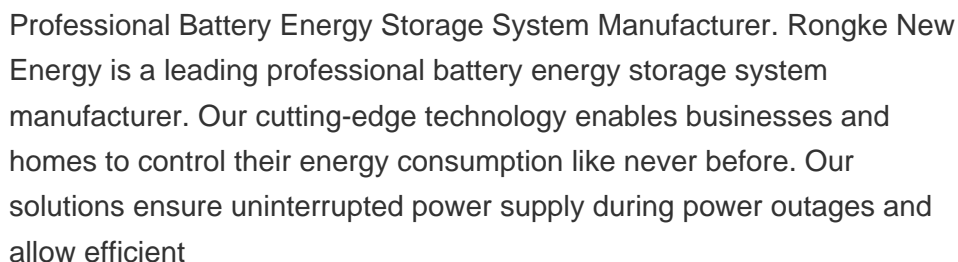 Professional Battery Energy Storage System Manufacturer. Rongke New
Energy is a leading professional battery energy storage system
manufacturer. Our cutting-edge technology enables businesses and
homes to control their energy consumption like never before. Our
solutions ensure uninterrupted power supply during power outages and
allow efficient